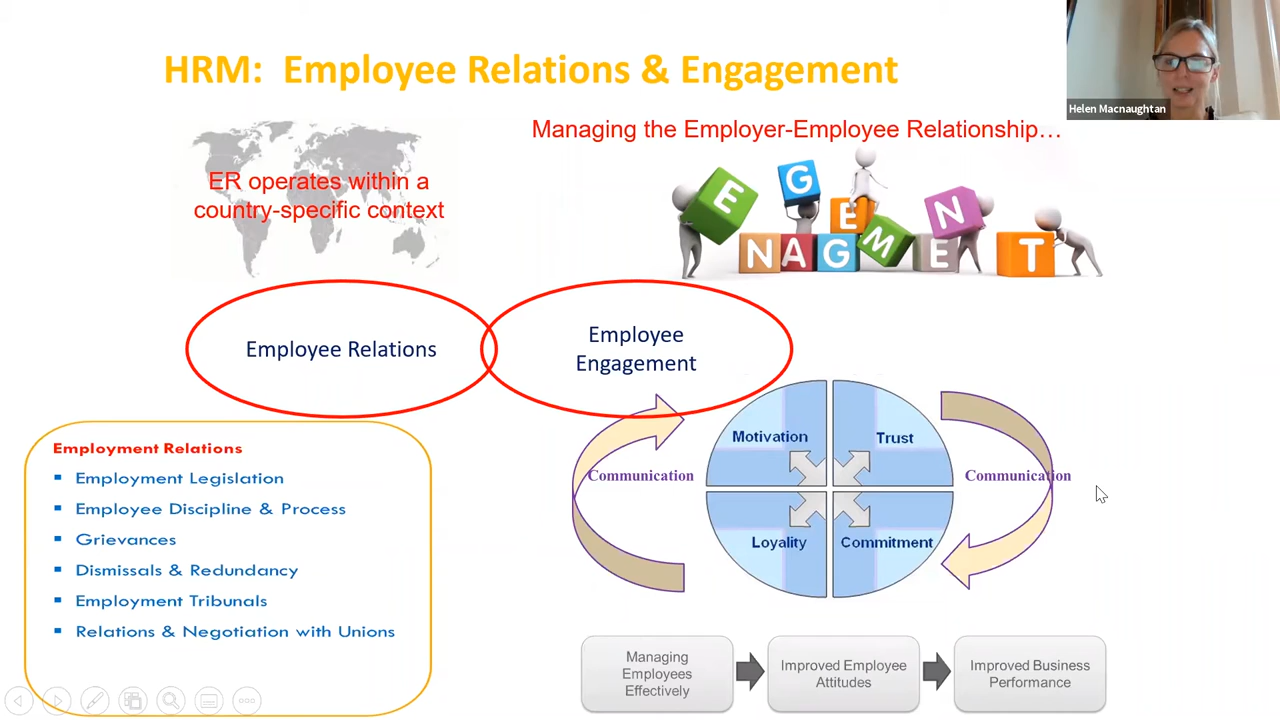 HRM:  Employee Relations & Engagement
Helen Macnaughtan
Managing the Employer-Employee Relationship…
ER operates within a
country-specific context
E G E M N
N A G E T
Employee Relations
Employee
Engagement
Employment Relations
Employment Legislation
Employee Discipline & Process
Grievances
Dismissals & Redundancy
Employment Tribunals
Relations & Negotiation with Unions
Motivation
Trust
Communication
Communication
Loyality
Commitment
Managing
Employees
Effectively
Improved Employee
Attitudes
Improved Business
Performance